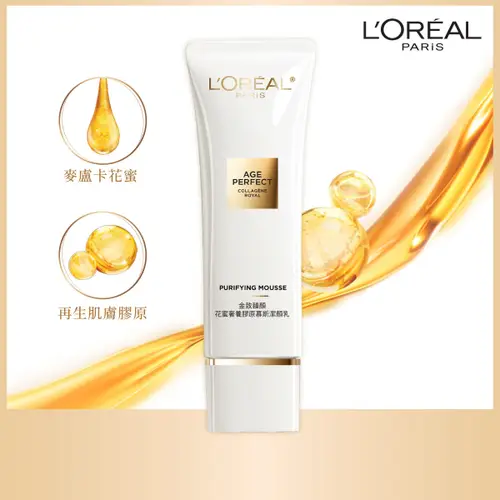 L'ORÉAL
PARIS
L'ORÉAL®
PARIS
麥盧卡花蜜
AGE
PERFECT
COLLAGÈNE
ROYAL
再生肌膚膠原
PURIFYING MOUSSE
金致臻顏
花蜜奢養膠原慕斯潔顏乳